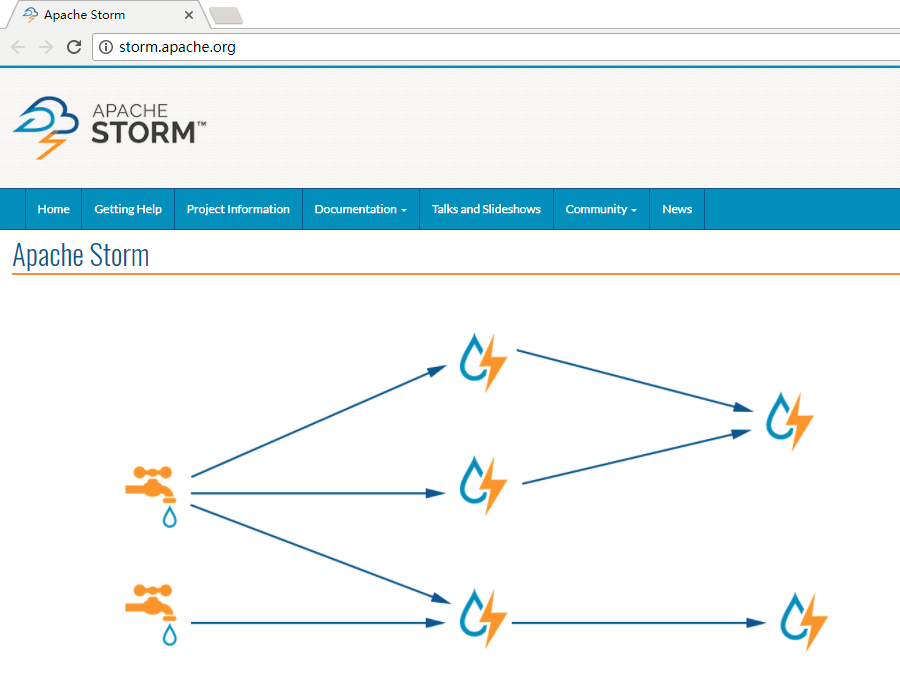 Apache Storm
storm.apache.org
APACHE
STORM™
Home Getting Help Project Information Documentation Talks and Slideshows Community News
Apache Storm